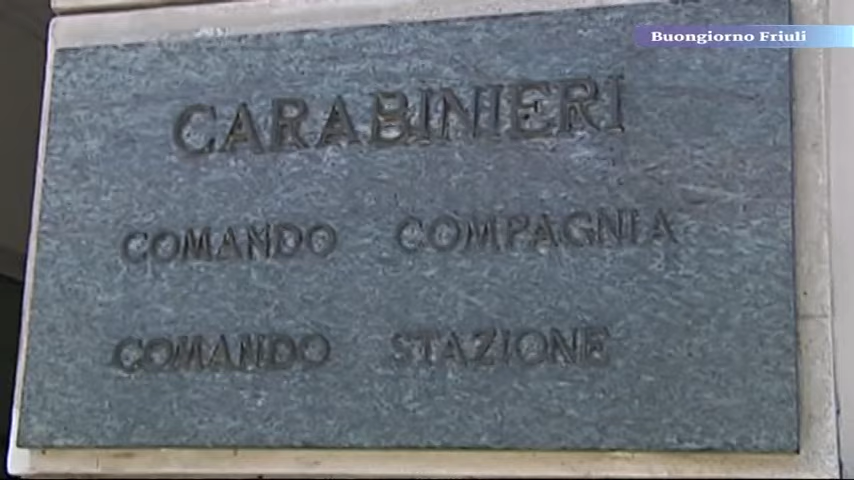 Buongiorno Friuli
CARABINIERI
COMANDO COMPAGNIA
COMANDO STAZIONE